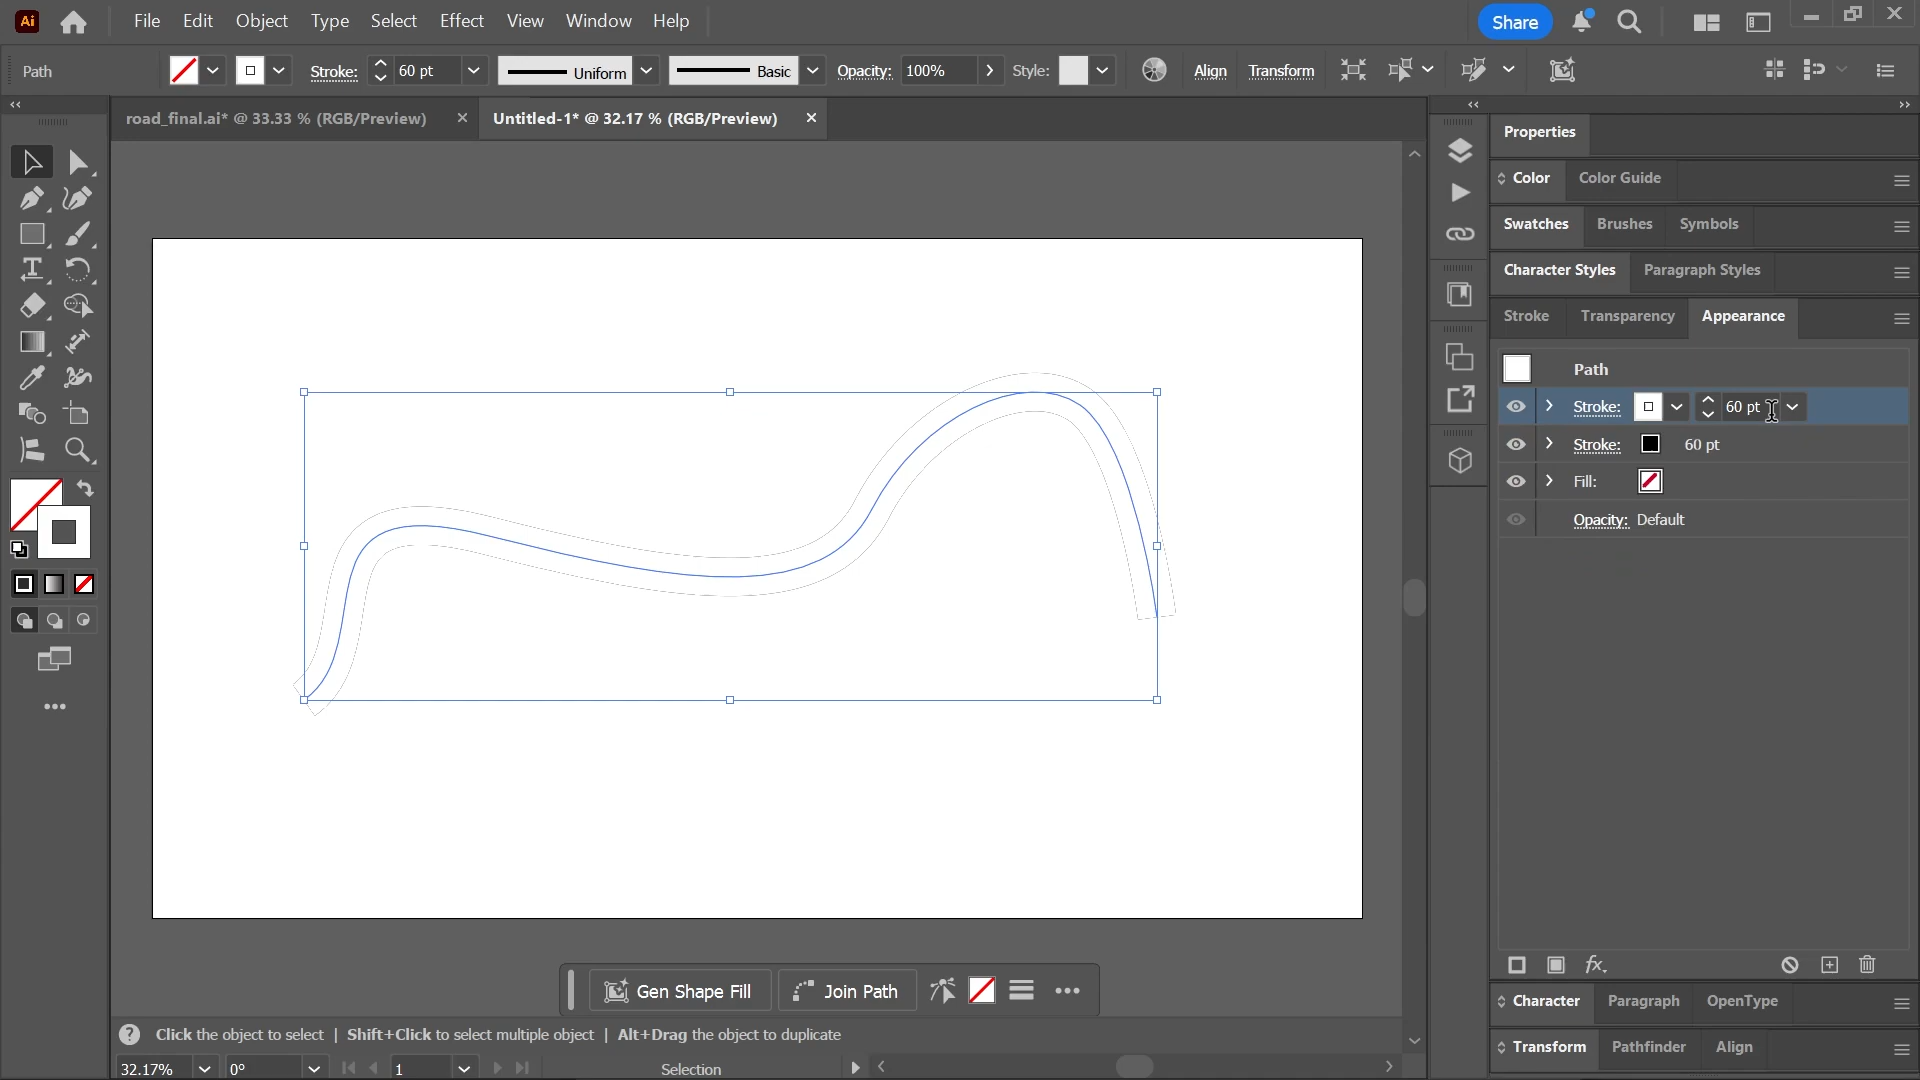 Ai File Edit Object Type Select Effect View Window Help Share
Path Stroke: 60 pt Uniform Basic Opacity: 100% Style: Align Transform
road_final.ai* @ 33.33 % (RGB/Preview) Untitled-1* @ 32.17 % (RGB/Preview)
Properties
Color Color Guide
Swatches Brushes Symbols
Character Styles Paragraph Styles
Stroke Transparency Appearance
Path
Stroke: 60 pt
Stroke: 60 pt
Fill:
Opacity: Default
fx.
Gen Shape Fill Join Path
Character Paragraph OpenType
Click the object to select | Shift+Click to select multiple object | Alt+Drag the object to duplicate
Transform Pathfinder Align
32.17% 0° 1 Selection